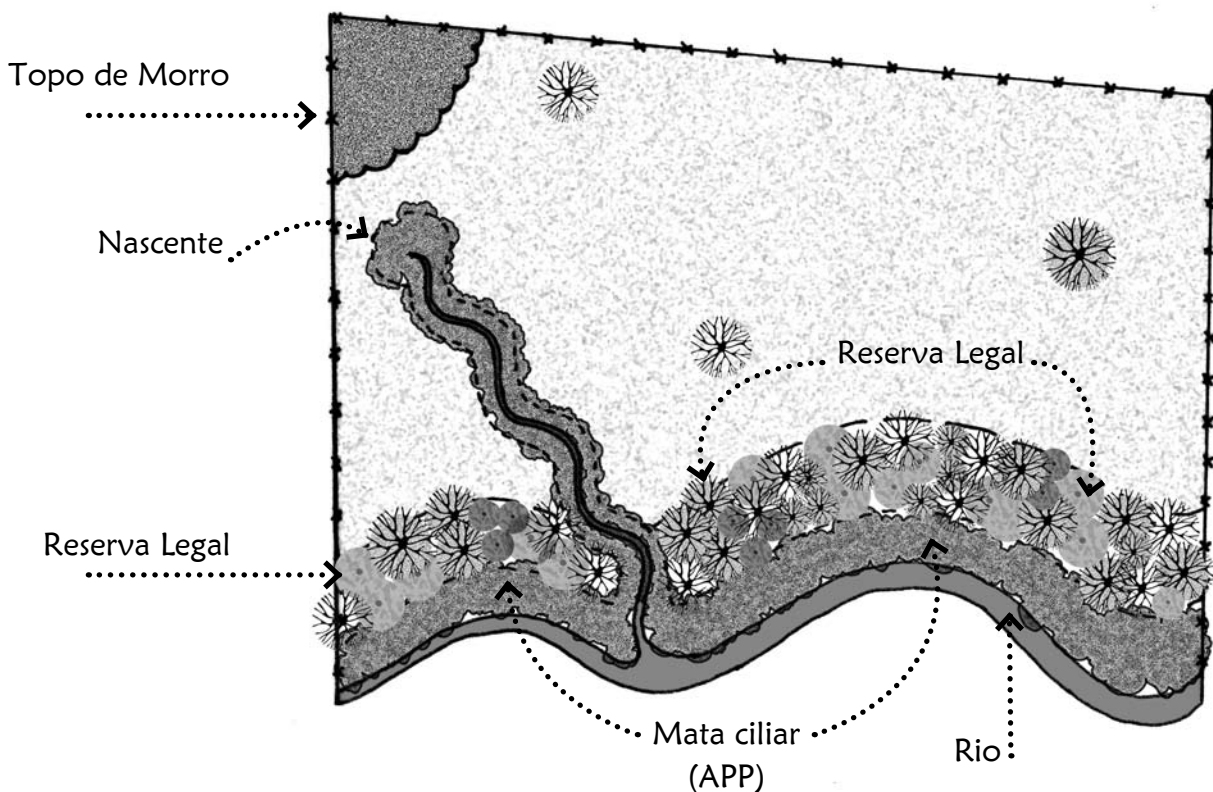 Topo de Morro
Nascente
Reserva Legal
Reserva Legal
Mata ciliar
(APP)
Rio